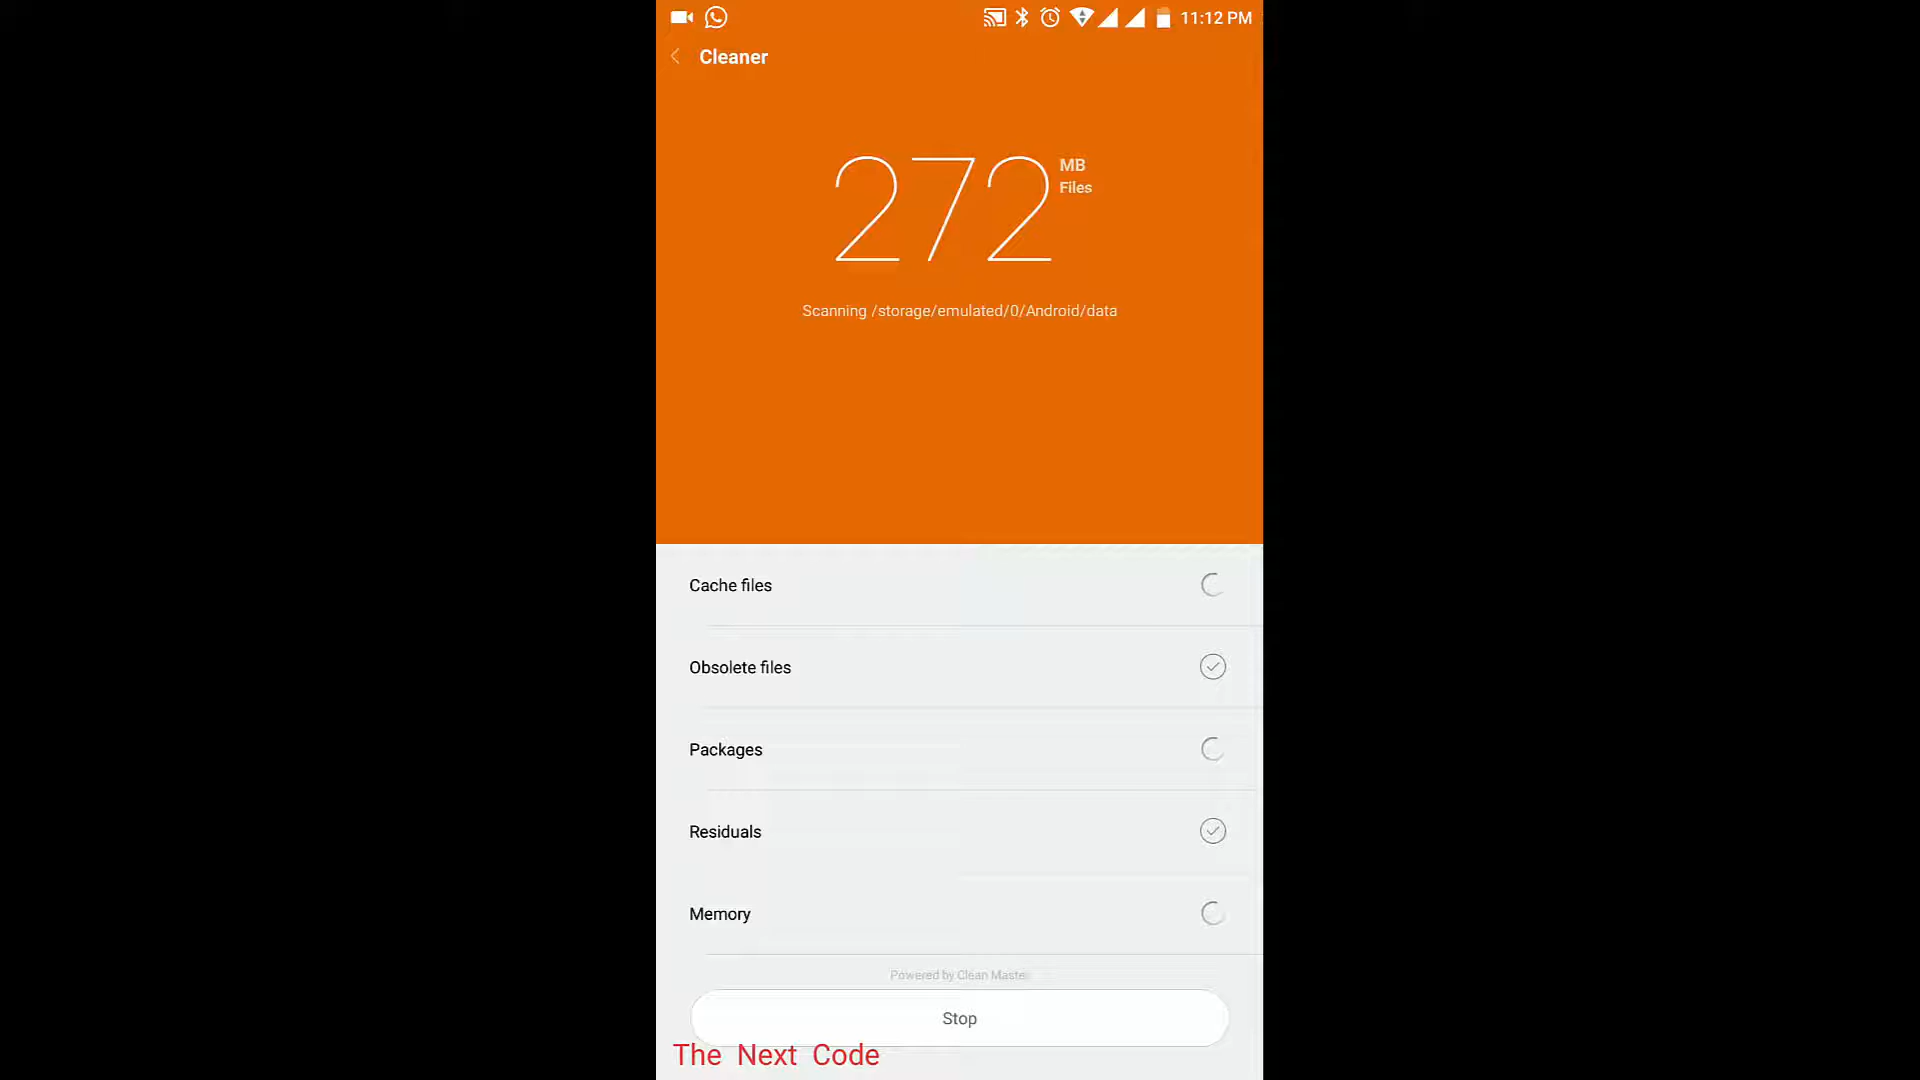 11:12 PM
Cleaner
272 MB
Files
Scanning /storage/emulated/0/Android/data
Cache files
Obsolete files
Packages
Residuals
Memory
Powered by Clean Master
Stop
The Next Code